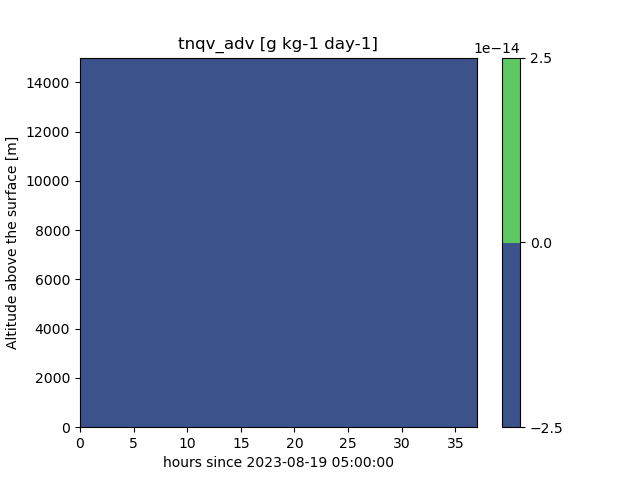 tnqv_adv [g kg-1 day-1]
1e−14
2.5
0.0
−2.5
14000
12000
10000
8000
6000
4000
2000
0
Altitude above the surface [m]
0 5 10 15 20 25 30 35
hours since 2023-08-19 05:00:00